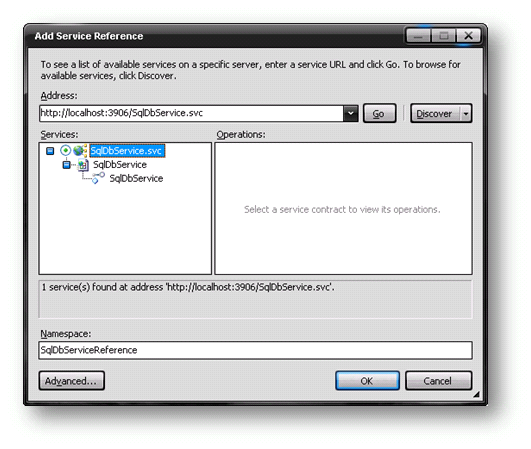 Add Service Reference
To see a list of available services on a specific server, enter a service URL and click Go. To browse for
available services, click Discover.
Address:
http://localhost:3906/SqlDbService.svc
Go
Discover
Services:
Operations:
SqlDbService.svc
SqlDbService
SqlDbService
Select a service contract to view its operations.
1 service(s) found at address 'http://localhost:3906/SqlDbService.svc'.
Namespace:
SqlDbServiceReference
Advanced...
OK
Cancel